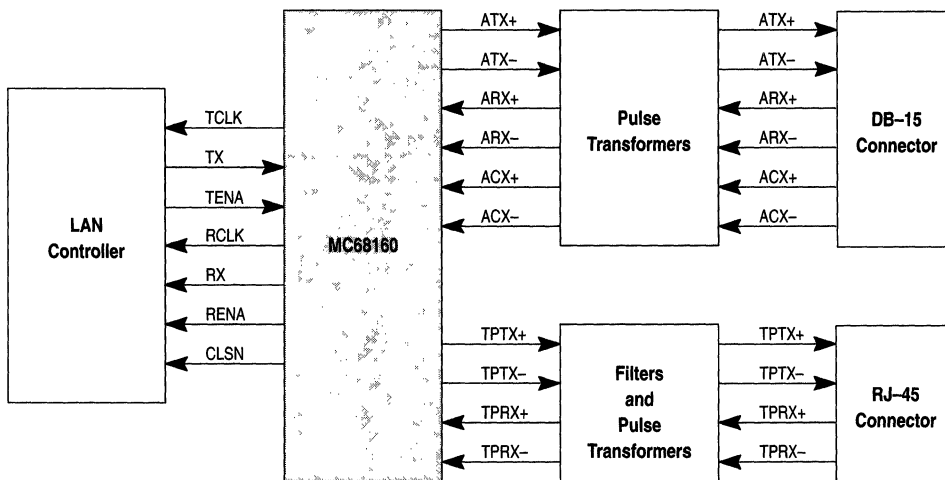 LAN
Controller
TCLK
TX
TENA
RCLK
RX
RENA
CLSN
MC68160
ATX+
ATX–
ARX+
ARX–
ACX+
ACX–
Pulse
Transformers
ATX+
ATX–
ARX+
ARX–
ACX+
ACX–
DB–15
Connector
TPTX+
TPTX–
TPRX+
TPRX–
Filters
and
Pulse
Transformers
TPTX+
TPTX–
TPRX+
TPRX–
RJ–45
Connector